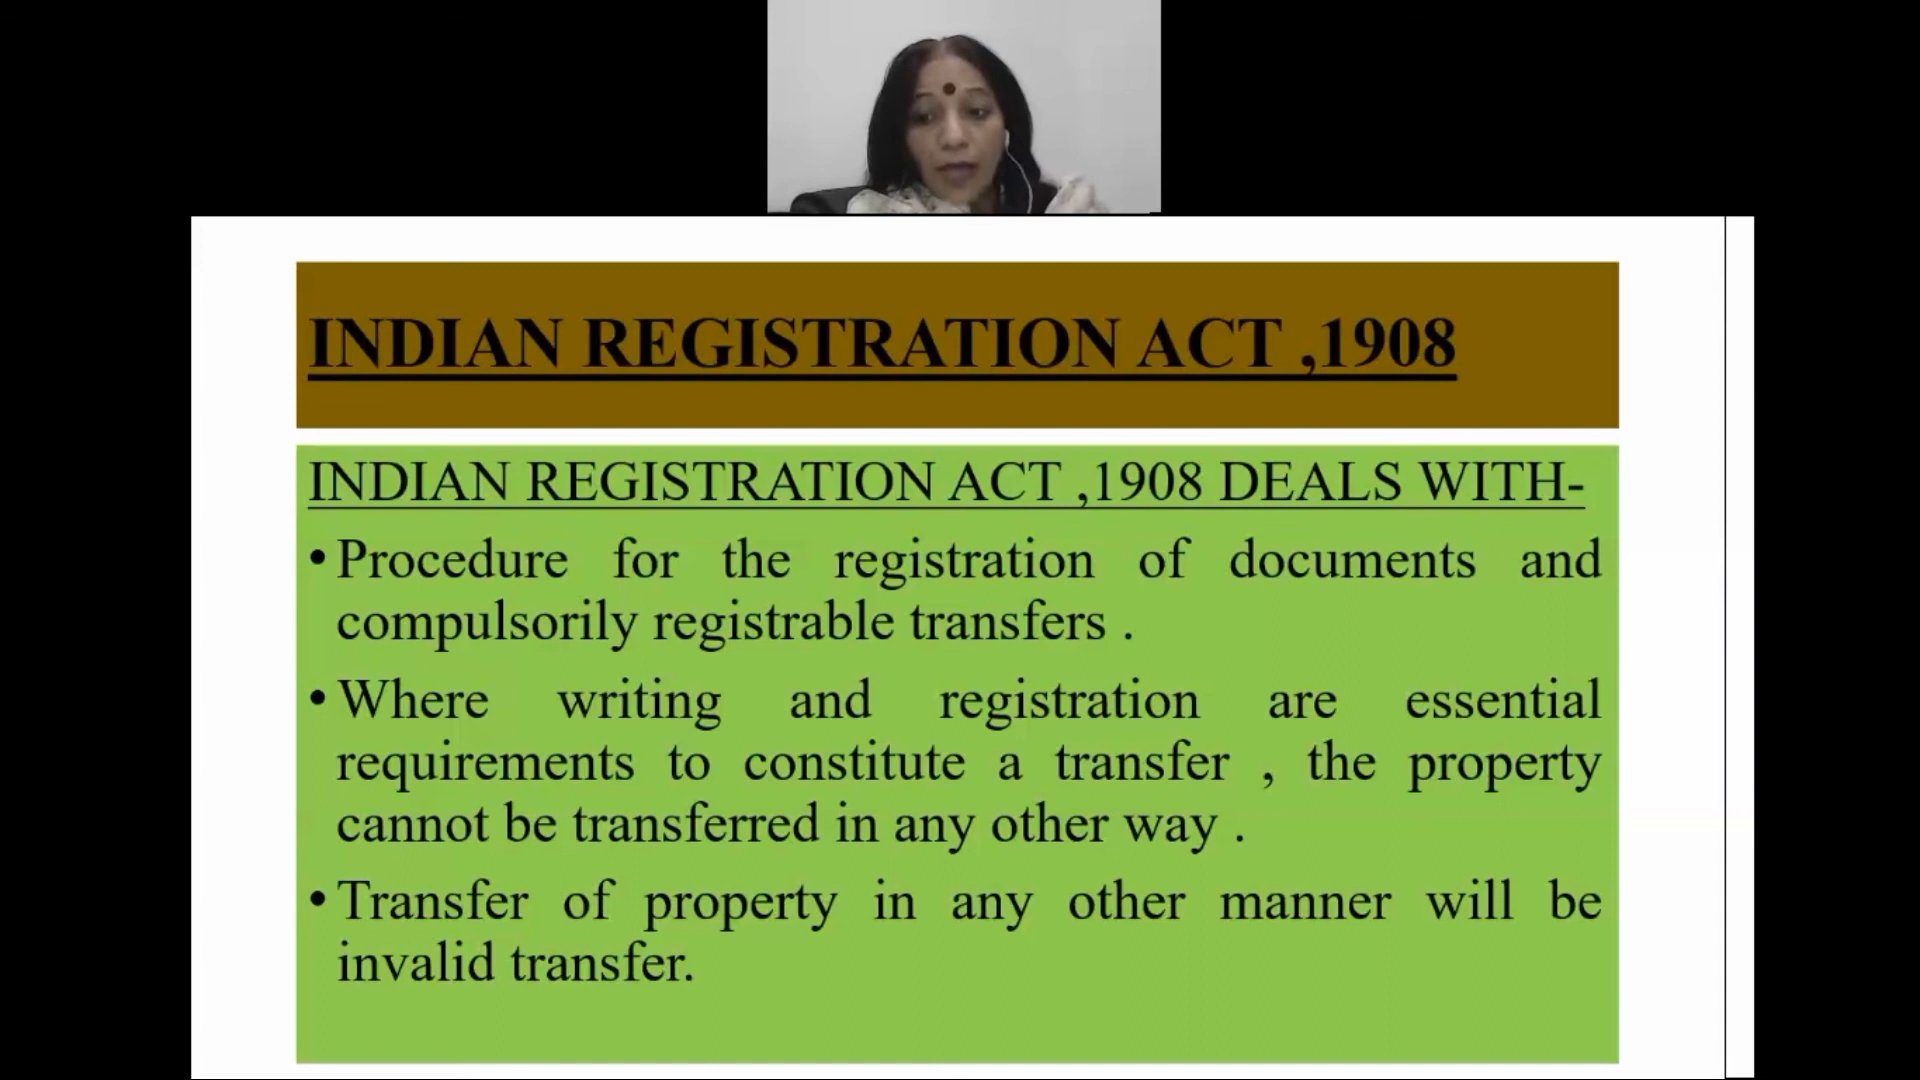 INDIAN REGISTRATION ACT ,1908
INDIAN REGISTRATION ACT ,1908 DEALS WITH-
• Procedure for the registration of documents and
compulsorily registrable transfers .
• Where writing and registration are essential
requirements to constitute a transfer , the property
cannot be transferred in any other way .
• Transfer of property in any other manner will be
invalid transfer.